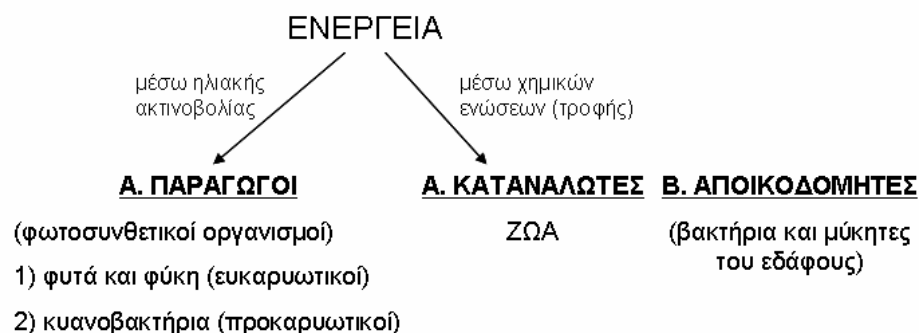 ΕΝΕΡΓΕΙΑ
μέσω ηλιακής
ακτινοβολίας
μέσω χημικών
ενώσεων (τροφής)
Α. ΠΑΡΑΓΩΓΟΙ
(φωτοσυνθετικοί οργανισμοί)
1) φυτά και φύκη (ευκαρυωτικοί)
2) κυανοβακτήρια (προκαρυωτικοί)
Α. ΚΑΤΑΝΑΛΩΤΕΣ
ΖΩΑ
Β. ΑΠΟΙΚΟΔΟΜΗΤΕΣ
(βακτήρια και μύκητες
του εδάφους)